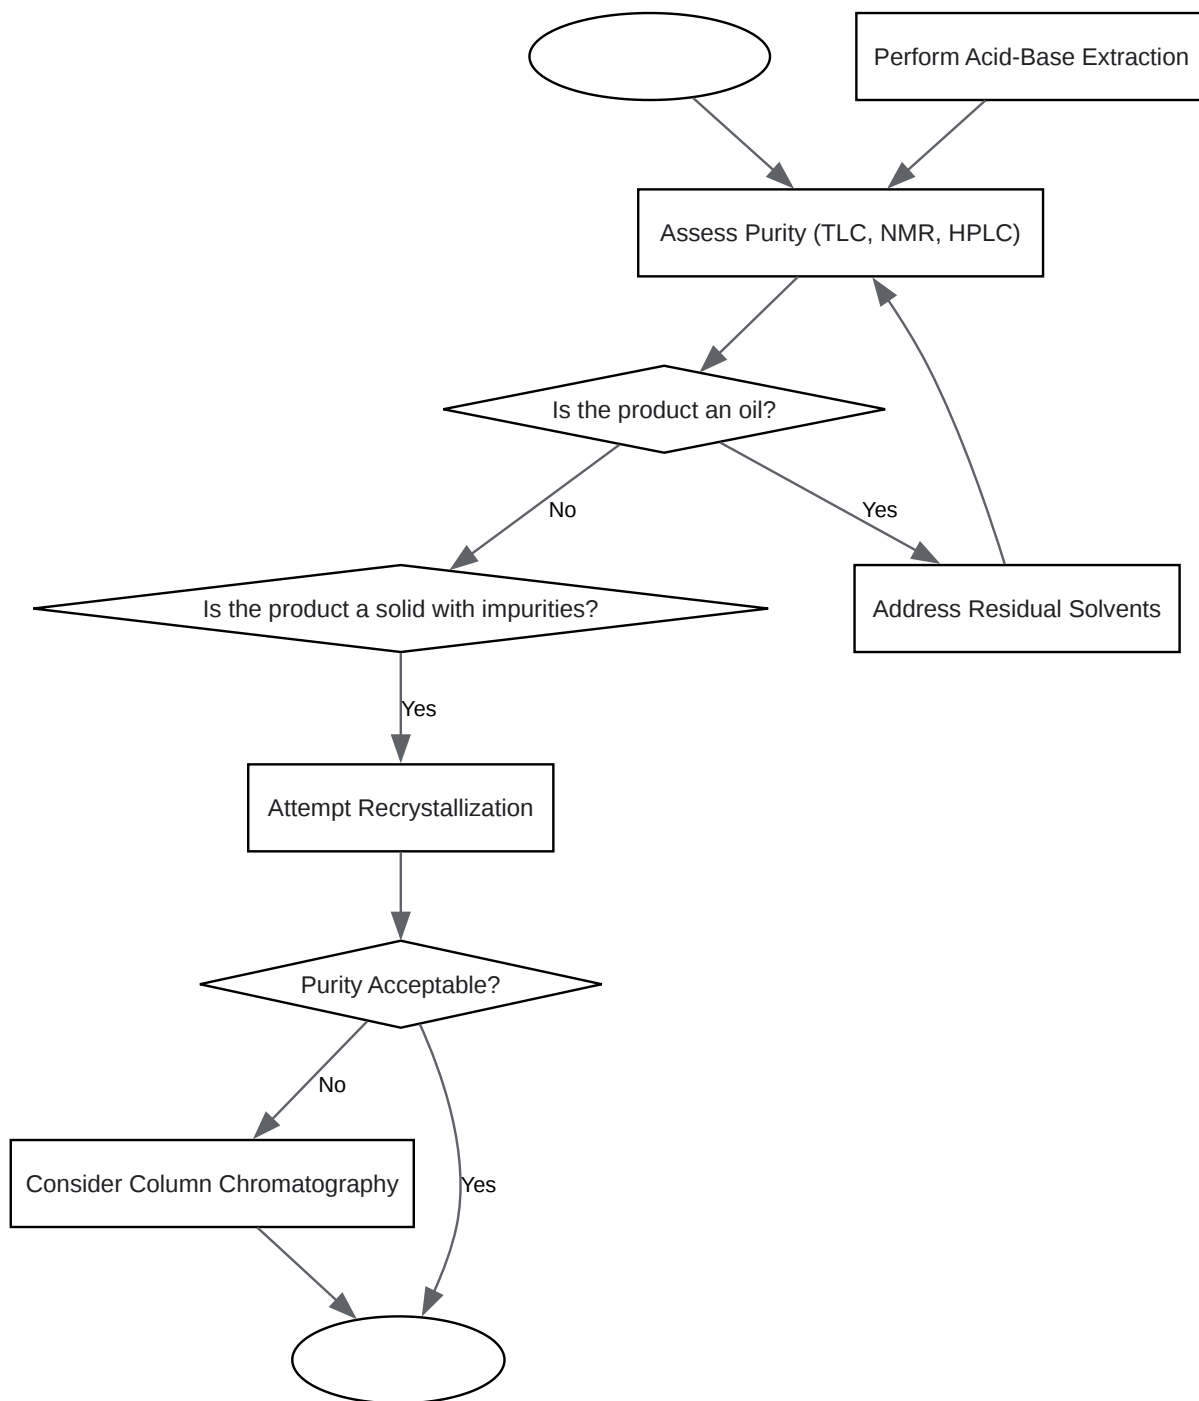 Perform Acid-Base Extraction
Assess Purity (TLC, NMR, HPLC)
Is the product an oil?
No
Yes
Is the product a solid with impurities?
Address Residual Solvents
Yes
Attempt Recrystallization
Purity Acceptable?
No
Consider Column Chromatography
Yes